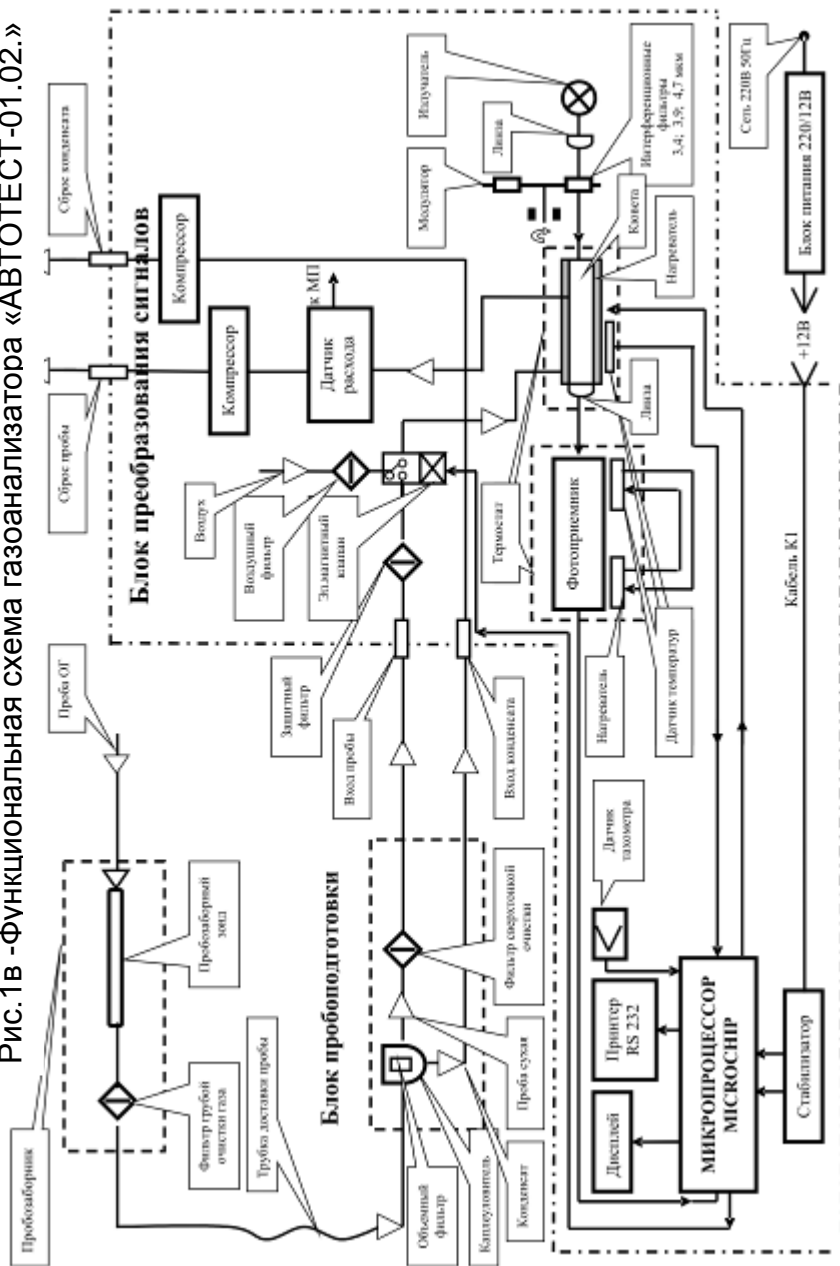 Рис.1в -Функциональная схема газоанализатора «АВТОТЕСТ-01.02.»
Пробозаборник
Фильтр грубой
очистки газа
Пробозаборный
зонд
Проба ОГ
Трубка доставки пробы
Блок пробоподготовки
Объемный
фильтр
Каплеуловитель
Конденсат
Проба сухая
Фильтр сверхтонкой
очистки
Вход пробы
Вход конденсата
Защитный
фильтр
Сброс пробы
Сброс конденсата
Блок преобразования сигналов
Воздух
Воздушный
фильтр
Эл.магнитный
клапан
Компрессор
Компрессор
Датчик
расхода
к МП
Модулятор
Линза
Излучатель
Интерференционные
фильтры
3,4; 3,9; 4,7 мкм
Кювета
Нагреватель
Термостат
Фотоприемник
Линза
Нагреватель
Датчик температур
Дисплей
Принтер
RS 232
Датчик
тахометра
МИКРОПРОЦЕССОР
MICROCHIP
Стабилизатор
Кабель К1
+12В
Блок питания 220/12В
Сеть 220В 50Гц